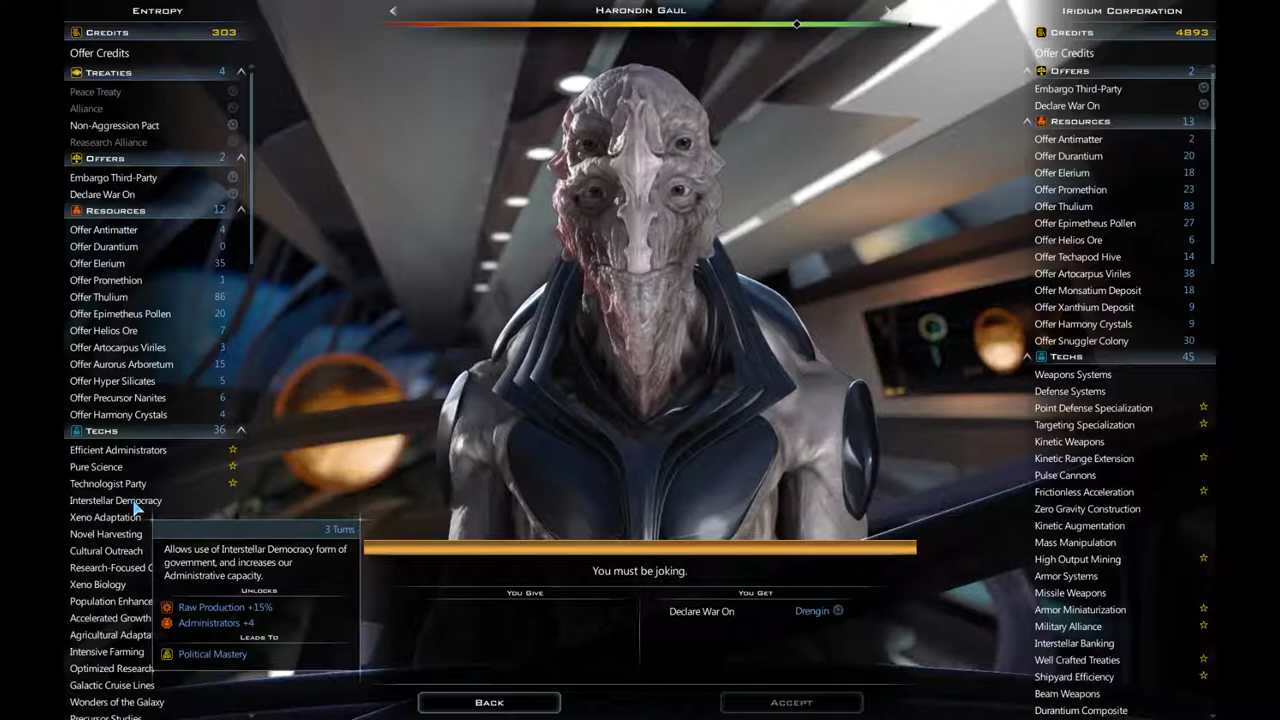 ENTROPY
HARONDIN GAUL
IRIDIUM CORPORATION
CREDITS 303
Offer Credits
TREATIES 4
Peace Treaty
Alliance
Non-Aggression Pact
Reasearch Alliance
OFFERS 2
Embargo Third-Party
Declare War On
RESOURCES 12
Offer Antimatter 4
Offer Durantium 0
Offer Elerium 35
Offer Promethion 1
Offer Thulium 86
Offer Epimetheus Pollen 20
Offer Helios Ore 7
Offer Artocarpus Viriles 3
Offer Aurorus Arboretum 15
Offer Hyper Silicates 5
Offer Precursor Nanites 6
Offer Harmony Crystals 4
TECHS 36
Efficient Administrators
Pure Science
Technologist Party
Interstellar Democracy
Xeno Adaptation
Novel Harvesting
Cultural Outreach
Research-Focused C
Xeno Biology
Population Enhance
Accelerated Growth
Agricultural Adapta
Intensive Farming
Optimized Research
Galactic Cruise Lines
Wonders of the Galaxy
Precursor Studies
3 Turns
Allows use of Interstellar Democracy form of
government, and increases our
Administrative capacity.
UNLOCKS
Raw Production +15%
Administrators +4
LEADS TO
Political Mastery
You must be joking.
YOU GIVE
YOU GET
Declare War On Drengin
BACK
ACCEPT
CREDITS 4893
Offer Credits
OFFERS 2
Embargo Third-Party
Declare War On
RESOURCES 13
Offer Antimatter 2
Offer Durantium 20
Offer Elerium 18
Offer Promethion 23
Offer Thulium 83
Offer Epimetheus Pollen 27
Offer Helios Ore 6
Offer Techapod Hive 14
Offer Artocarpus Viriles 38
Offer Monsatium Deposit 18
Offer Xanthium Deposit 9
Offer Harmony Crystals 9
Offer Snuggler Colony 30
TECHS 45
Weapons Systems
Defense Systems
Point Defense Specialization
Targeting Specialization
Kinetic Weapons
Kinetic Range Extension
Pulse Cannons
Frictionless Acceleration
Zero Gravity Construction
Kinetic Augmentation
Mass Manipulation
High Output Mining
Armor Systems
Missile Weapons
Armor Miniaturization
Military Alliance
Interstellar Banking
Well Crafted Treaties
Shipyard Efficiency
Beam Weapons
Durantium Composite